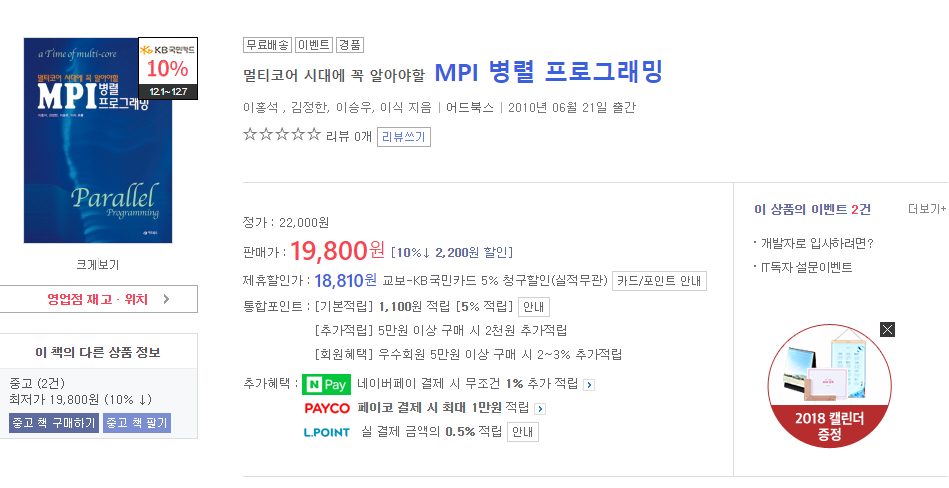 a Time of multi-core
멀티코어 시대에 꼭 알아야할
MPI 병렬 프로그래밍
Parallel
Programming
KB국민카드
10%
12.1~12.7
크게보기
영업점 재고 · 위치
이 책의 다른 상품 정보
중고 (2건)
최저가 19,800원 (10% ↓)
중고 책 구매하기 중고 책 팔기
무료배송 이벤트 경품
멀티코어 시대에 꼭 알아야할 MPI 병렬 프로그래밍
이홍석 , 김정한, 이승우, 이식 지음 | 어드북스 | 2010년 06월 21일 출간
☆☆☆☆☆ 리뷰 0개 리뷰쓰기
정가 : 22,000원
판매가 : 19,800원 [10%↓ 2,200원 할인]
제휴할인가 : 18,810원 교보-KB국민카드 5% 청구할인(실적무관) 카드/포인트 안내
통합포인트 : [기본적립] 1,100원 적립 [5% 적립] 안내
[추가적립] 5만원 이상 구매 시 2천원 추가적립
[회원혜택] 우수회원 5만원 이상 구매 시 2~3% 추가적립
추가혜택 : N Pay 네이버페이 결제 시 무조건 1% 추가 적립
PAYCO 페이코 결제 시 최대 1만원 적립
L.POINT 실 결제 금액의 0.5% 적립 안내
이 상품의 이벤트 2건 더보기+
· 개발자로 입사하려면?
· IT독자 설문이벤트
2018 캘린더
증정